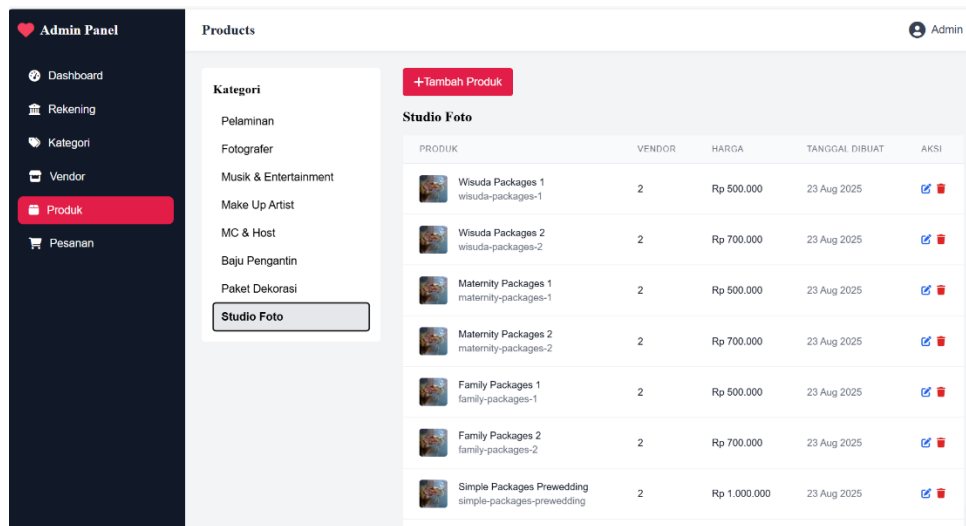 Admin Panel
Products
Admin
Dashboard
Rekening
Kategori
Vendor
Produk
Pesanan
Kategori
Pelaminan
Fotografer
Musik & Entertainment
Make Up Artist
MC & Host
Baju Pengantin
Paket Dekorasi
Studio Foto
+Tambah Produk
Studio Foto
PRODUK VENDOR HARGA TANGGAL DIBUAT AKSI
Wisuda Packages 1
wisuda-packages-1
2 Rp 500.000 23 Aug 2025
Wisuda Packages 2
wisuda-packages-2
2 Rp 700.000 23 Aug 2025
Maternity Packages 1
maternity-packages-1
2 Rp 500.000 23 Aug 2025
Maternity Packages 2
maternity-packages-2
2 Rp 700.000 23 Aug 2025
Family Packages 1
family-packages-1
2 Rp 500.000 23 Aug 2025
Family Packages 2
family-packages-2
2 Rp 700.000 23 Aug 2025
Simple Packages Prewedding
simple-packages-prewedding
2 Rp 1.000.000 23 Aug 2025